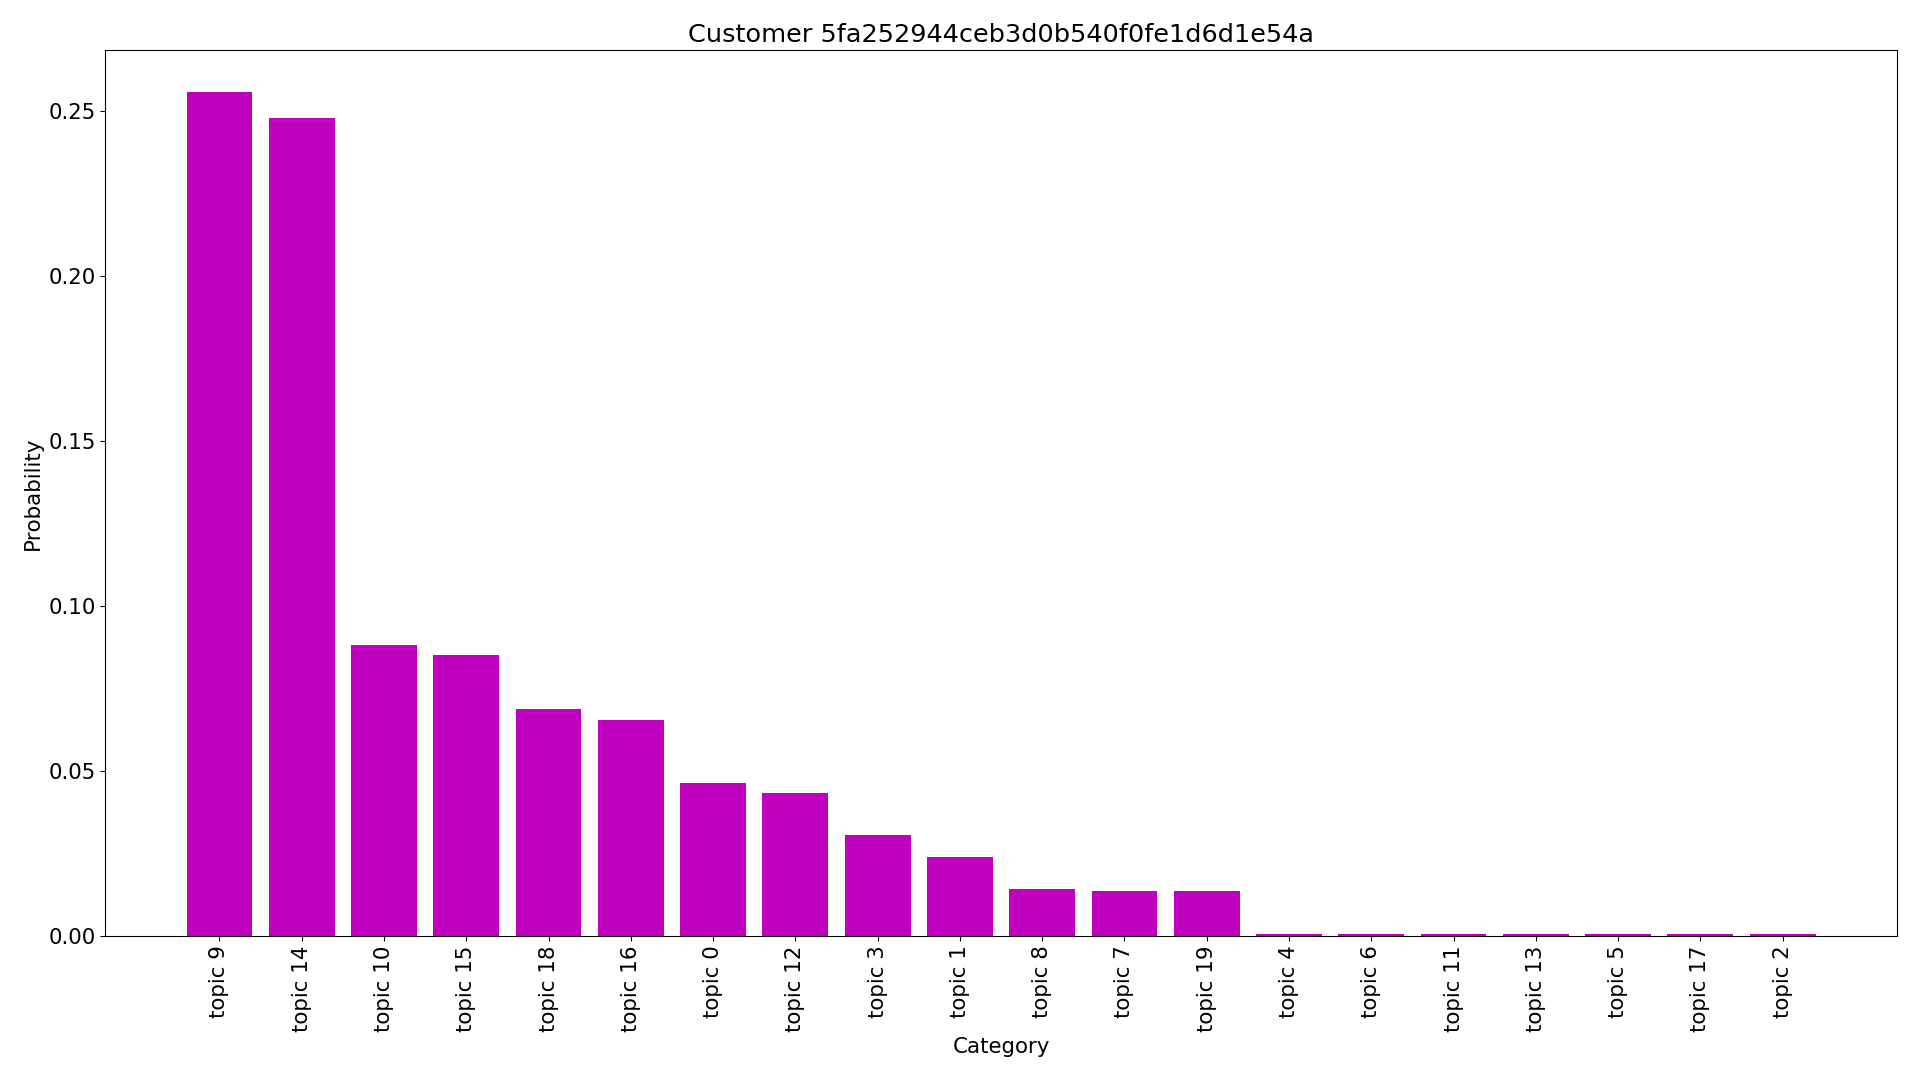 Customer 5fa252944ceb3d0b540f0fe1d6d1e54a
Probability
0.25
0.20
0.15
0.10
0.05
0.00
topic 9
topic 14
topic 10
topic 15
topic 18
topic 16
topic 0
topic 12
topic 3
topic 1
topic 8
topic 7
topic 19
topic 4
topic 6
topic 11
topic 13
topic 5
topic 17
topic 2
Category